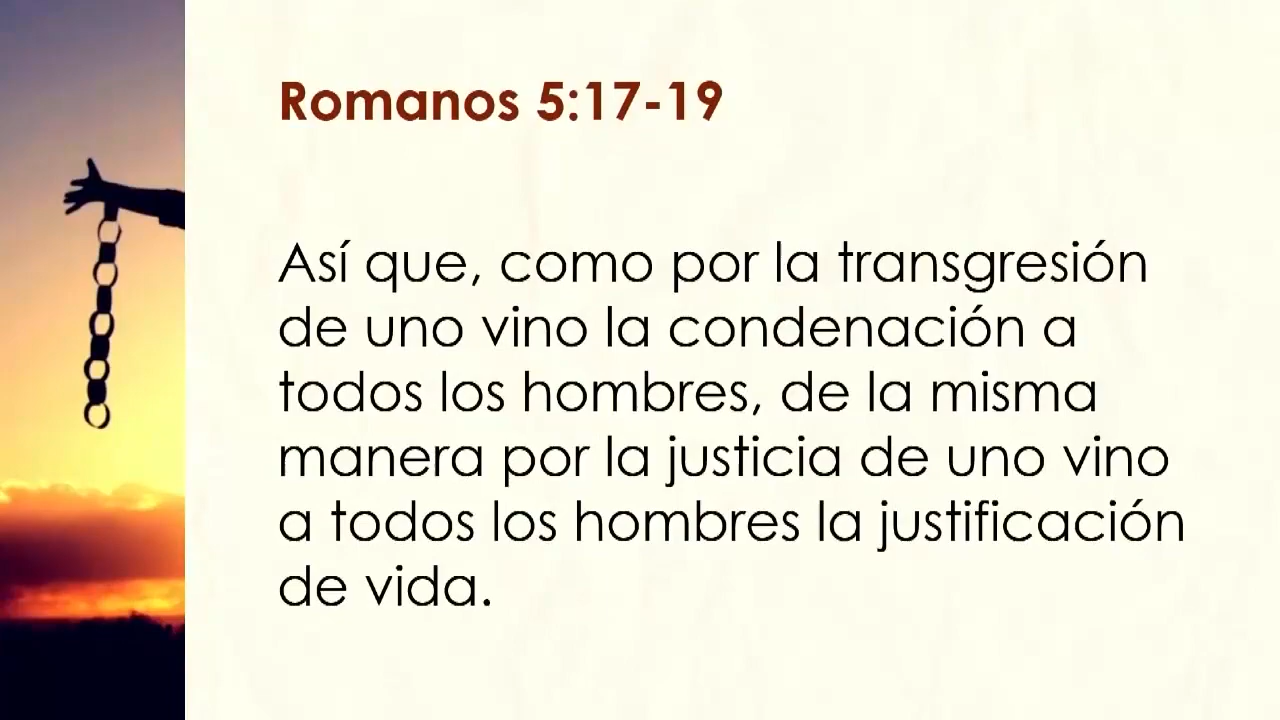 Romanos 5:17-19
Así que, como por la transgresión
de uno vino la condenación a
todos los hombres, de la misma
manera por la justicia de uno vino
a todos los hombres la justificación
de vida.